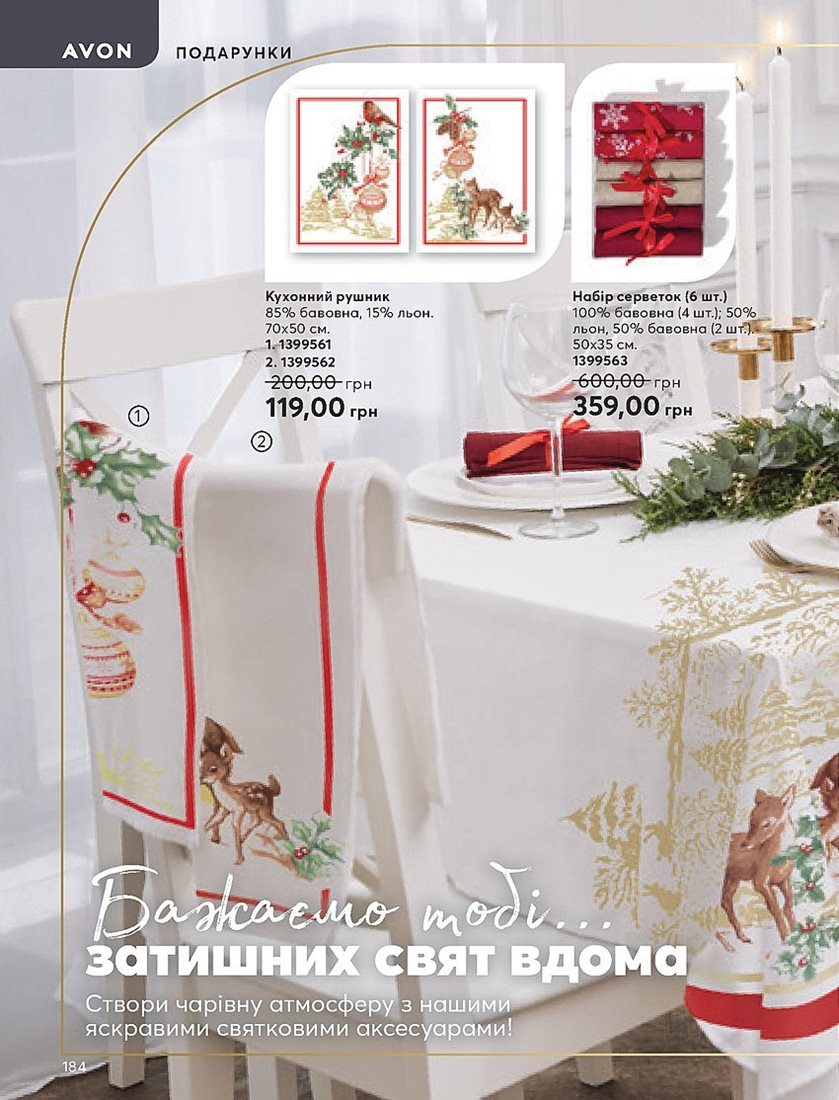 AVON
ПОДАРУНКИ
Кухонний рушник
85% бавовна, 15% льон.
70x50 см.
1. 1399561
2. 1399562
200,00 грн
119,00 грн
Набір серветок (6 шт.)
100% бавовна (4 шт.); 50%
льон, 50% бавовна (2 шт.).
50x35 см.
1399563
600,00 грн
359,00 грн
1
2
Бажаємо тобі...
затишних свят вдома
Створи чарівну атмосферу з нашими
яскравими святковими аксесуарами!
184